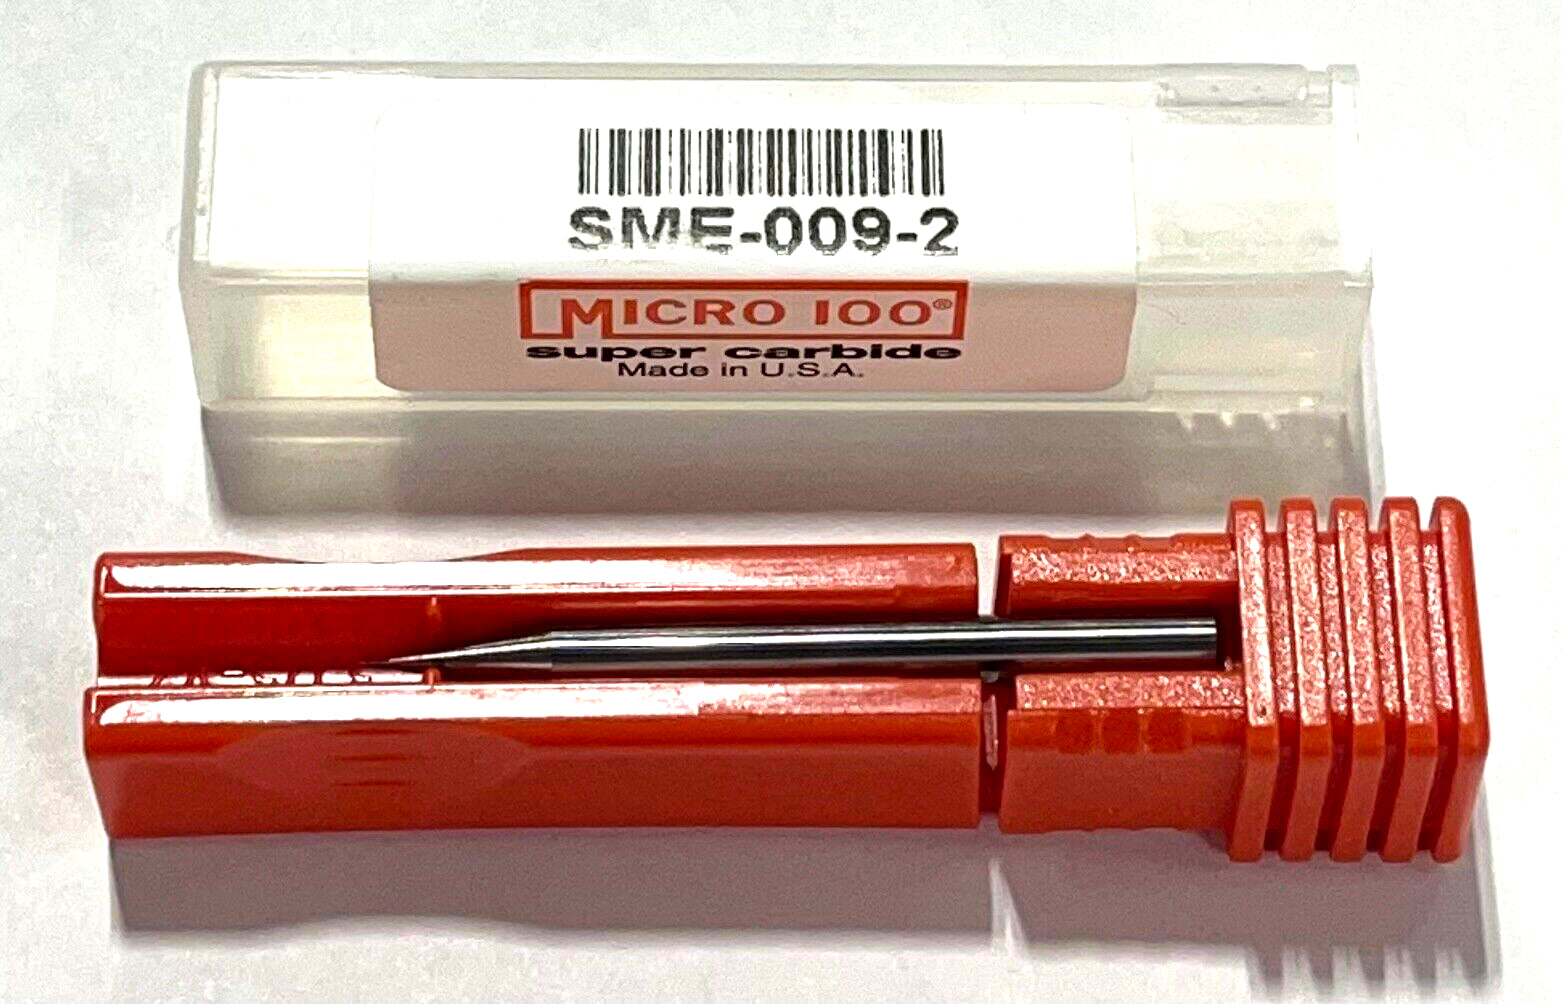 SME-009-2
MICRO 100®
super carbide
Made in U.S.A.